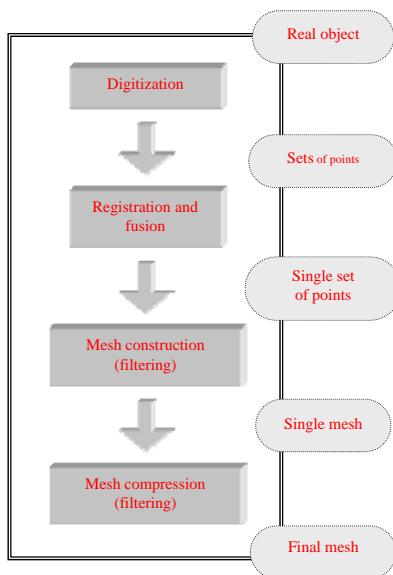 Real object
Digitization
Sets of points
Registration and
fusion
Single set
of points
Mesh construction
(filtering)
Single mesh
Mesh compression
(filtering)
Final mesh